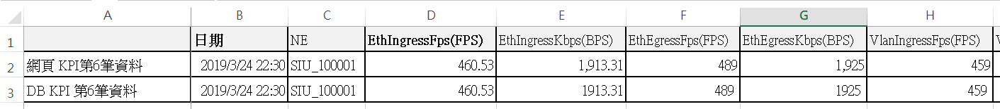 A B C D E F G H
1 日期 NE EthIngressFps(FPS) EthIngressKbps(BPS) EthEgressFps(FPS) EthEgressKbps(BPS) VlanIngressFps(FPS)
2 網頁 KPI第6筆資料 2019/3/24 22:30 SIU_100001 460.53 1,913.31 489 1,925 459
3 DB KPI 第6筆資料 2019/3/24 22:30 SIU_100001 460.53 1913.31 489 1925 459